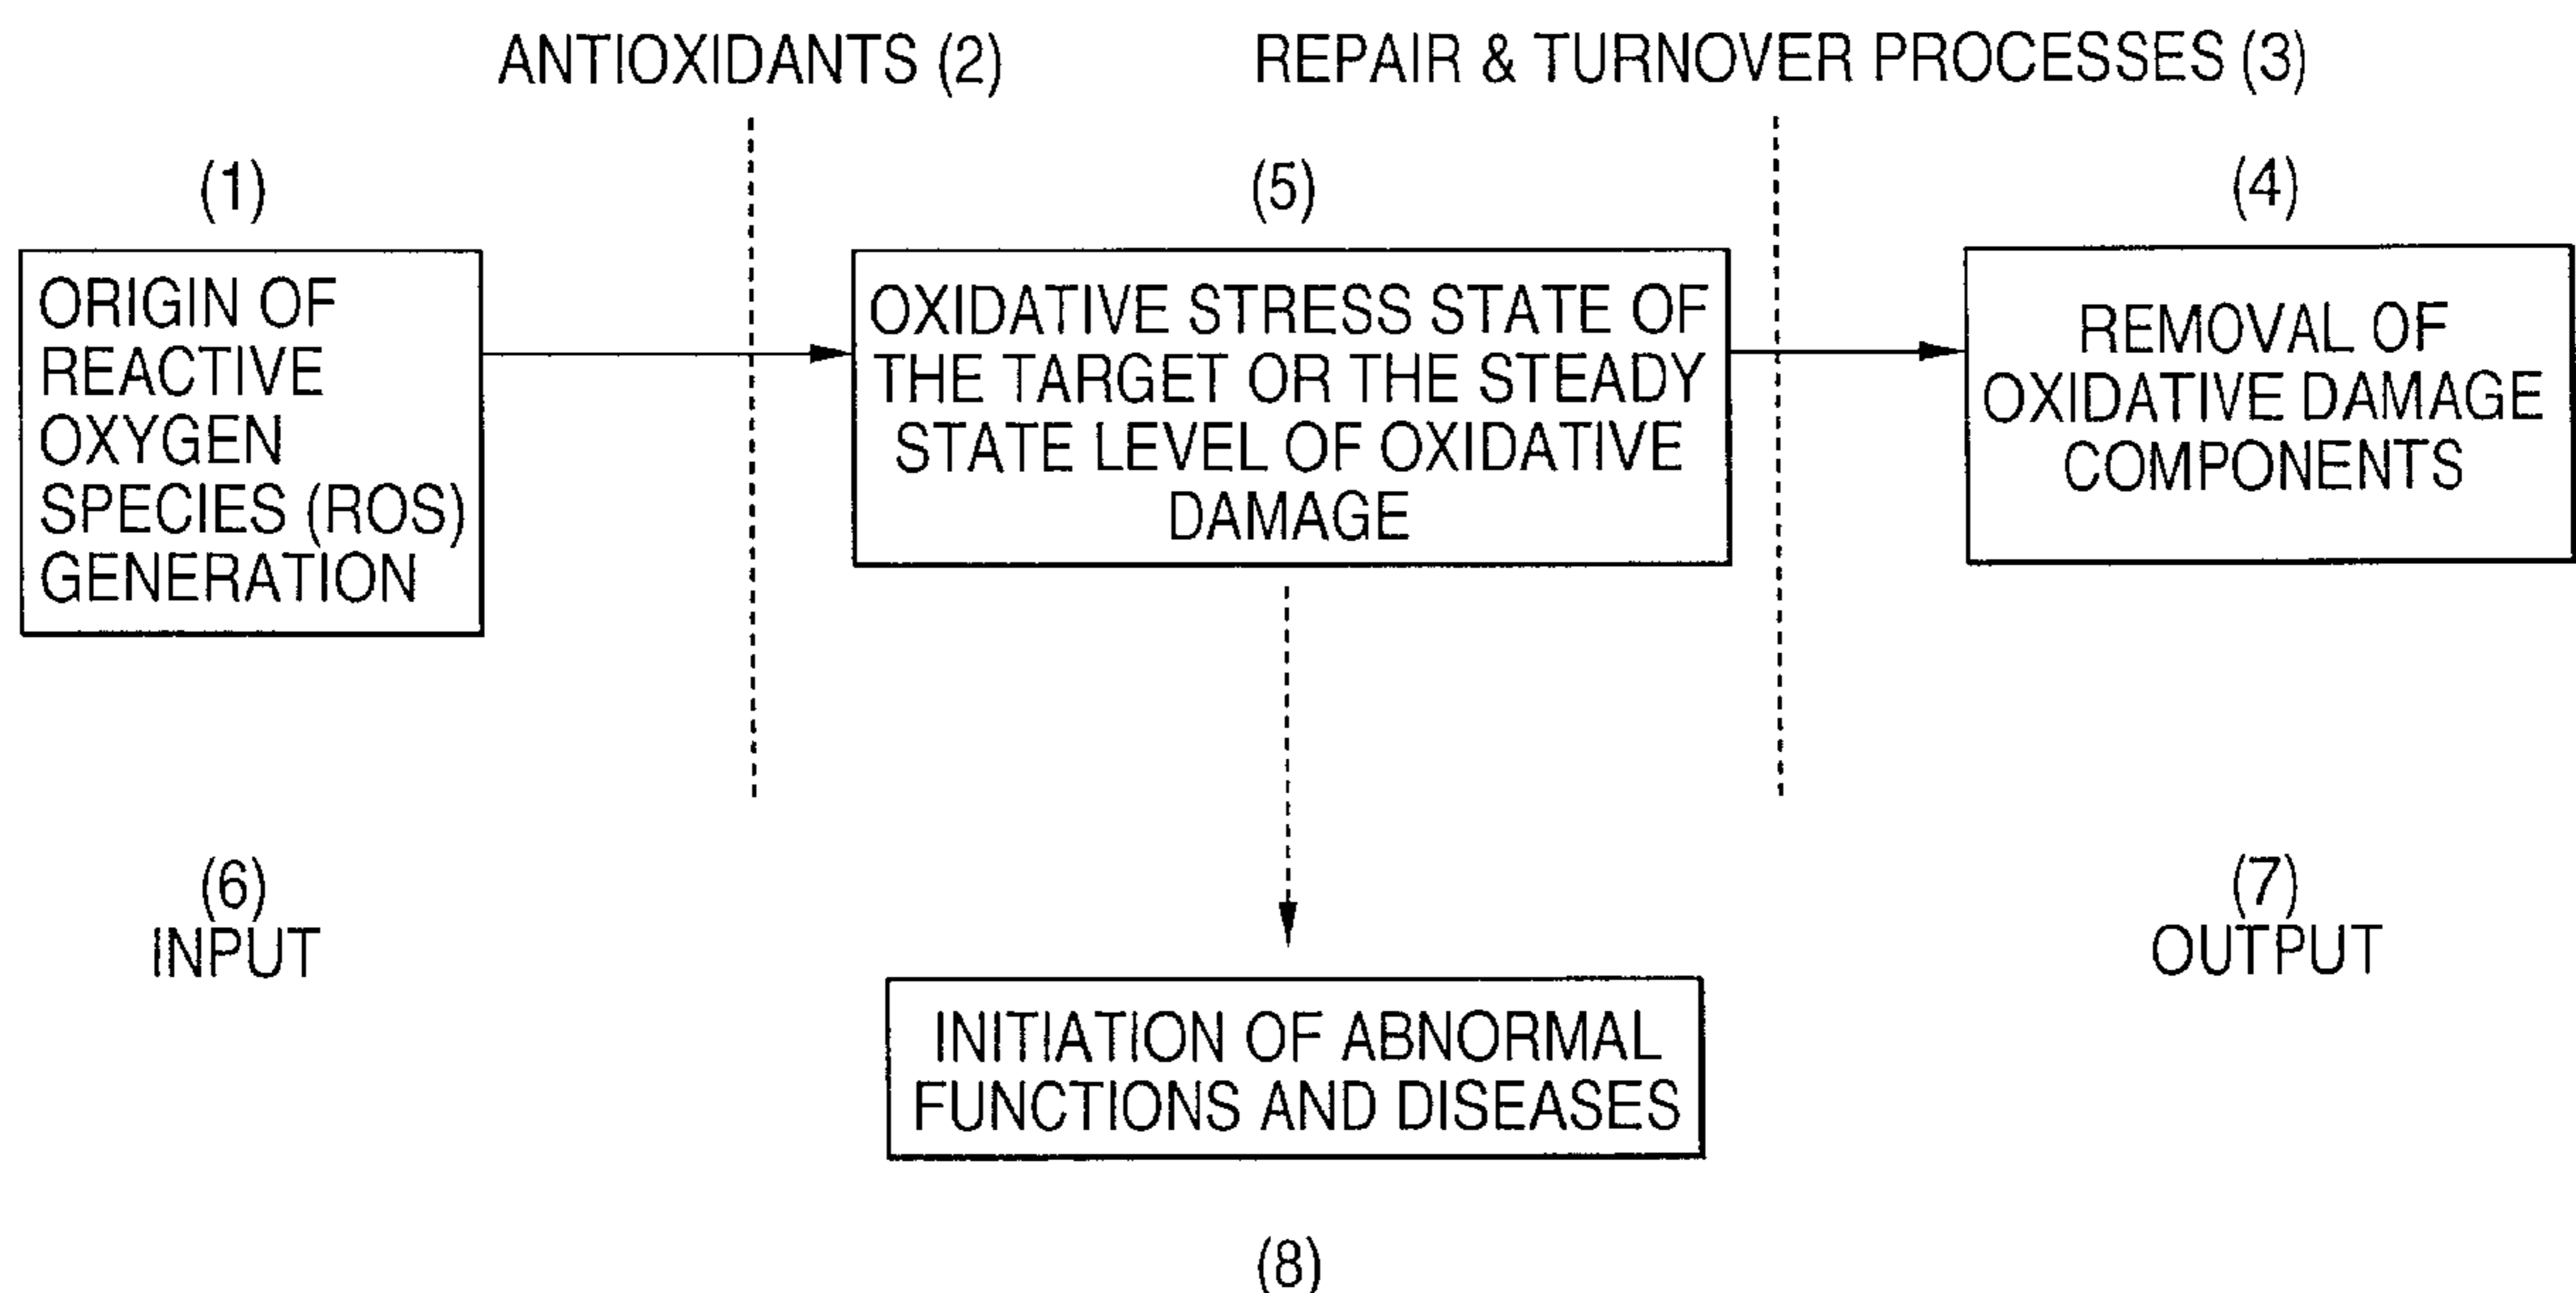 ANTIOXIDANTS (2)
REPAIR & TURNOVER PROCESSES (3)
(1)
ORIGIN OF
REACTIVE
OXYGEN
SPECIES (ROS)
GENERATION
(5)
OXIDATIVE STRESS STATE OF
THE TARGET OR THE STEADY
STATE LEVEL OF OXIDATIVE
DAMAGE
(4)
REMOVAL OF
OXIDATIVE DAMAGE
COMPONENTS
(6)
INPUT
(7)
OUTPUT
INITIATION OF ABNORMAL
FUNCTIONS AND DISEASES
(8)